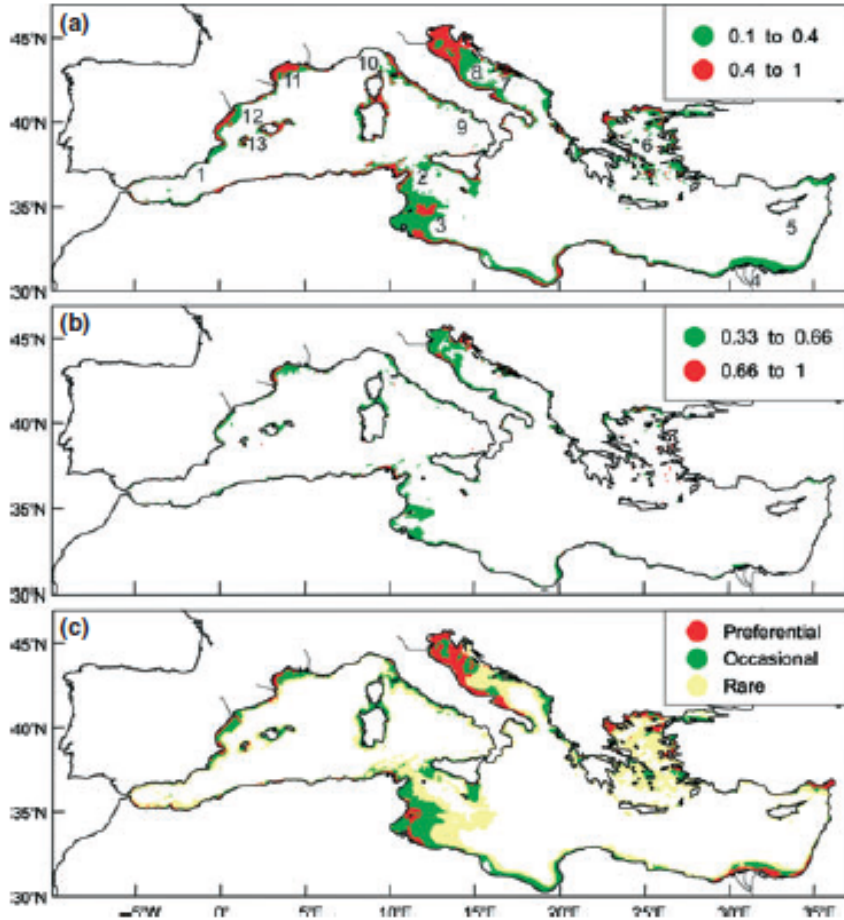 (a)
0.1 to 0.4
0.4 to 1
45°N
40°N
35°N
30°N
10
8
11
12
13
9
6
1
2
3
5
4
(b)
0.33 to 0.66
0.66 to 1
45°N
40°N
35°N
30°N
(c)
Preferential
Occasional
Rare
45°N
40°N
35°N
30°N
5°W 0° 10°E 15°E 20°E 25°E 30°E 35°E